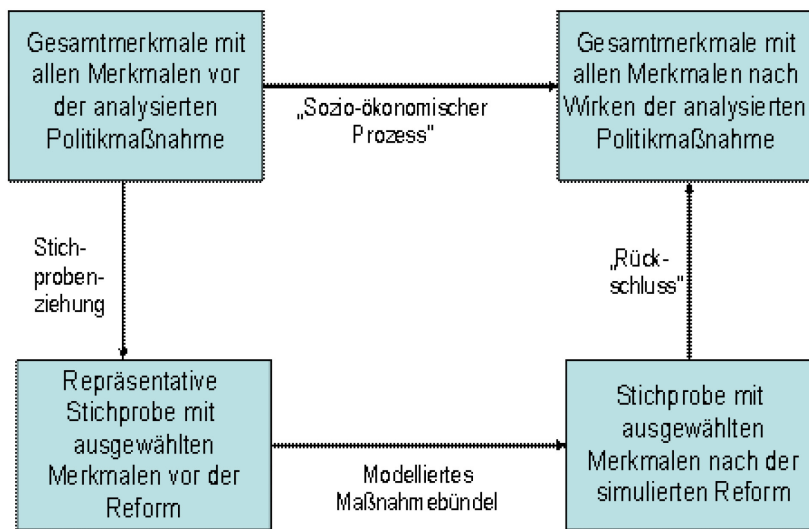 Gesamtmerkmale mit
allen Merkmalen vor
der analysierten
Politikmaßnahme
„Sozio-ökonomischer
Prozess"
Gesamtmerkmale mit
allen Merkmalen nach
Wirken der analysierten
Politikmaßnahme
Stich-
proben-
ziehung
„Rück-
schluss"
Repräsentative
Stichprobe mit
ausgewählten
Merkmalen vor der
Reform
Modelliertes
Maßnahmebündel
Stichprobe mit
ausgewählten
Merkmalen nach der
simulierten Reform